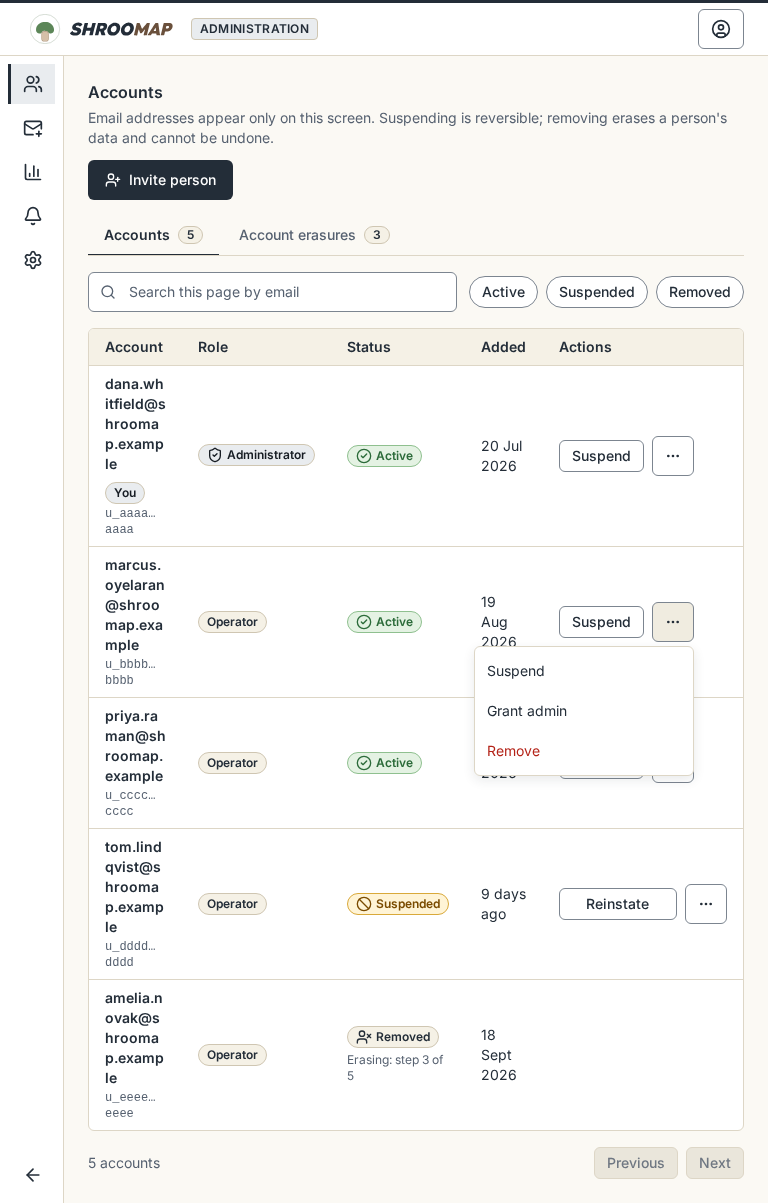 SHROOMAP ADMINISTRATION
Accounts
Email addresses appear only on this screen. Suspending is reversible; removing erases a person's
data and cannot be undone.
Invite person
Accounts 5 Account erasures 3
Search this page by email Active Suspended Removed
Account Role Status Added Actions
dana.wh
itfield@s
hrooma
p.examp
le
You
u_aaaa…
aaaa
Administrator
Active
20 Jul
2026
Suspend
marcus.
oyelaran
@shroo
map.exa
mple
u_bbbb…
bbbb
Operator
Active
19
Aug
2026
Suspend
Suspend
Grant admin
Remove
priya.ra
man@sh
roomap.
example
u_cccc…
cccc
Operator
Active
tom.lind
qvist@s
hrooma
p.examp
le
u_dddd…
dddd
Operator
Suspended
9 days
ago
Reinstate
amelia.n
ovak@s
hrooma
p.examp
le
u_eeee…
eeee
Operator
Removed
Erasing: step 3 of
5
18
Sept
2026
5 accounts Previous Next